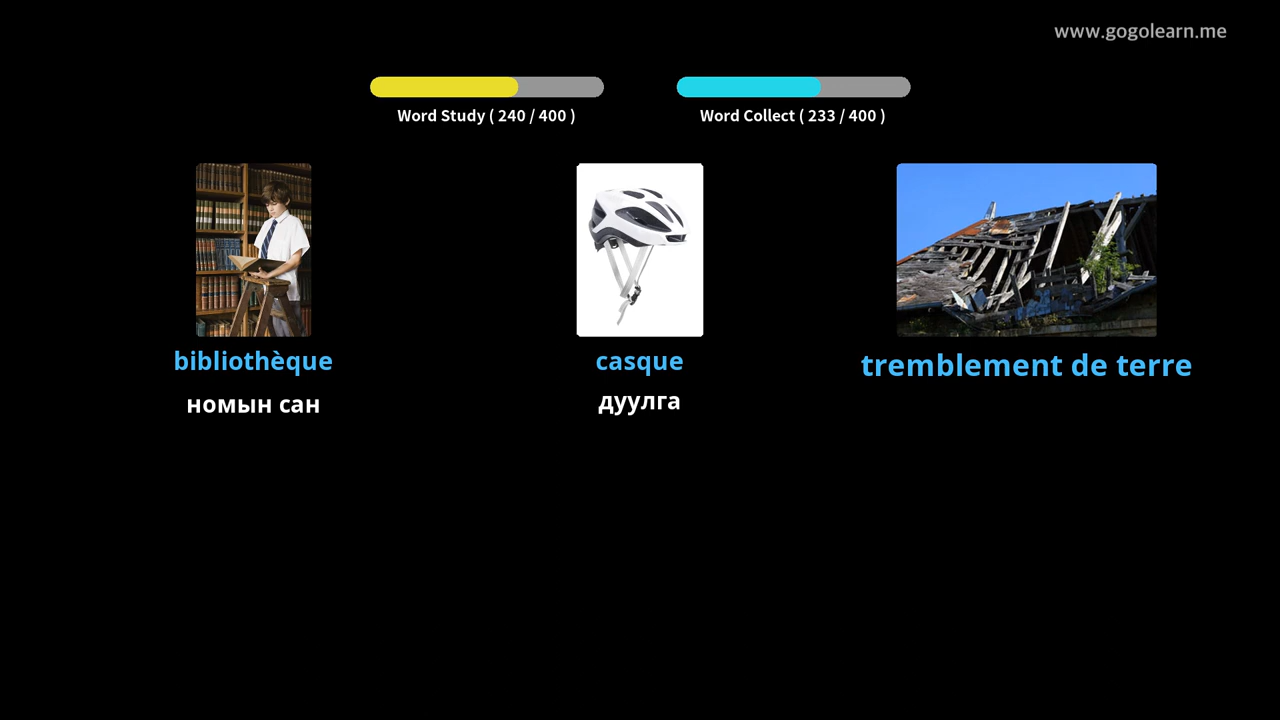 www.gogolearn.me
Word Study ( 240 / 400 )
Word Collect ( 233 / 400 )
bibliothèque
номын сан
casque
дуулга
tremblement de terre